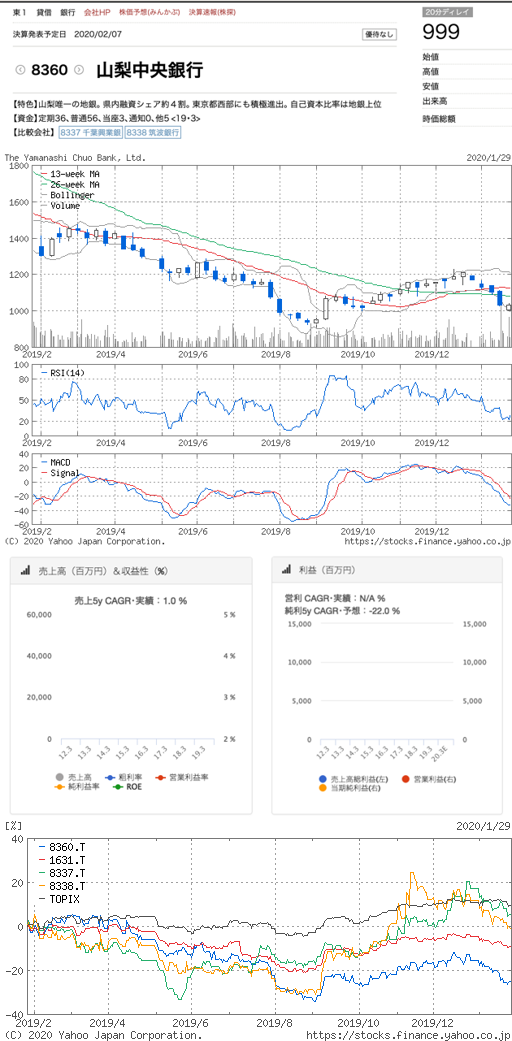 東1 貸借 銀行 会社HP 株価予想(みんかぶ) 決算速報(株探)
20分ディレイ
決算発表予定日 2020/02/07
優待なし
999
8360
山梨中央銀行
始値
高値
安値
出来高
時価総額
【特色】山梨唯一の地銀。県内融資シェア約4割。東京都西部にも積極進出。自己資本比率は地銀上位
【資金】定期36、普通56、当座3、通知0、他5<19・3>
【比較会社】 8337 千葉興業銀 8338 筑波銀行
The Yamanashi Chuo Bank, Ltd.
2020/1/29
1800
1600
1400
1200
1000
800
13-week MA
26-week MA
Bollinger
Volume
2019/2 2019/4 2019/6 2019/8 2019/10 2019/12
100
80
50
20
0
RSI(14)
2019/2 2019/4 2019/6 2019/8 2019/10 2019/12
40
20
0
-20
-40
-60
MACD
Signal
2019/2 2019/4 2019/6 2019/8 2019/10 2019/12
(C) 2020 Yahoo Japan Corporation.
https://stocks.finance.yahoo.co.jp/
売上高（百万円）＆収益性（%）
売上5y CAGR・実績：1.0 %
60,000
40,000
20,000
0
5 %
4 %
3 %
2 %
12.3 13.3 14.3 15.3 16.3 17.3 18.3 19.3
売上高 粗利率 営業利益率
純利益率 ROE
利益（百万円）
営利 CAGR・実績：N/A %
純利5y CAGR・予想：-22.0 %
15,000
10,000
5,000
0
15,000
10,000
5,000
0
12.3 13.3 14.3 15.3 16.3 17.3 18.3 19.3 20.3E
売上高総利益(左) 営業利益(右)
当期純利益(右)
[%]
2020/1/29
40
20
0
-20
-40
8360.T
1631.T
8337.T
8338.T
TOPIX
2019/2 2019/4 2019/6 2019/8 2019/10 2019/12
(C) 2020 Yahoo Japan Corporation.
https://stocks.finance.yahoo.co.jp/